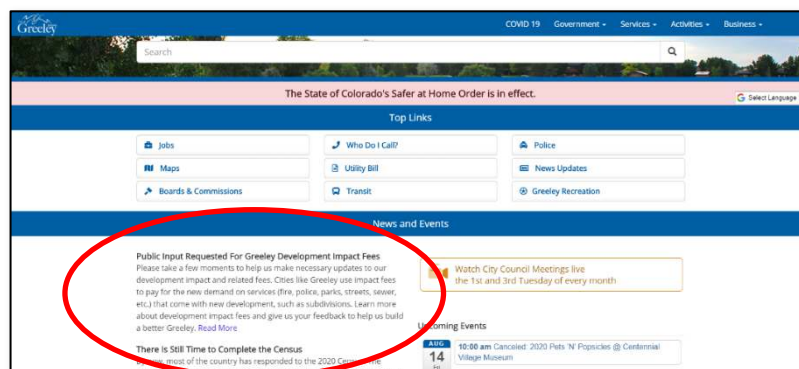 Greeley
COVID 19 Government Services Activities Business
Search
The State of Colorado's Safer at Home Order is in effect.
Select Language
Top Links
Jobs
Who Do I Call?
Police
Maps
Utility Bill
News Updates
Boards & Commissions
Transit
Greeley Recreation
News and Events
Public Input Requested For Greeley Development Impact Fees
Please take a few moments to help us make necessary updates to our
development impact and related fees. Cities like Greeley use impact fees
to pay for the new demand on services (fire, police, parks, streets, sewer,
etc.) that come with new development, such as subdivisions. Learn more
about development impact fees and give us your feedback to help us build
a better Greeley. Read More
There is Still Time to Complete the Census
most of the country has responded to the 2020
Watch City Council Meetings live
the 1st and 3rd Tuesday of every month
Upcoming Events
AUG
14
10:00 am Canceled: 2020 Pets 'N' Popsicles @ Centennial
Village Museum